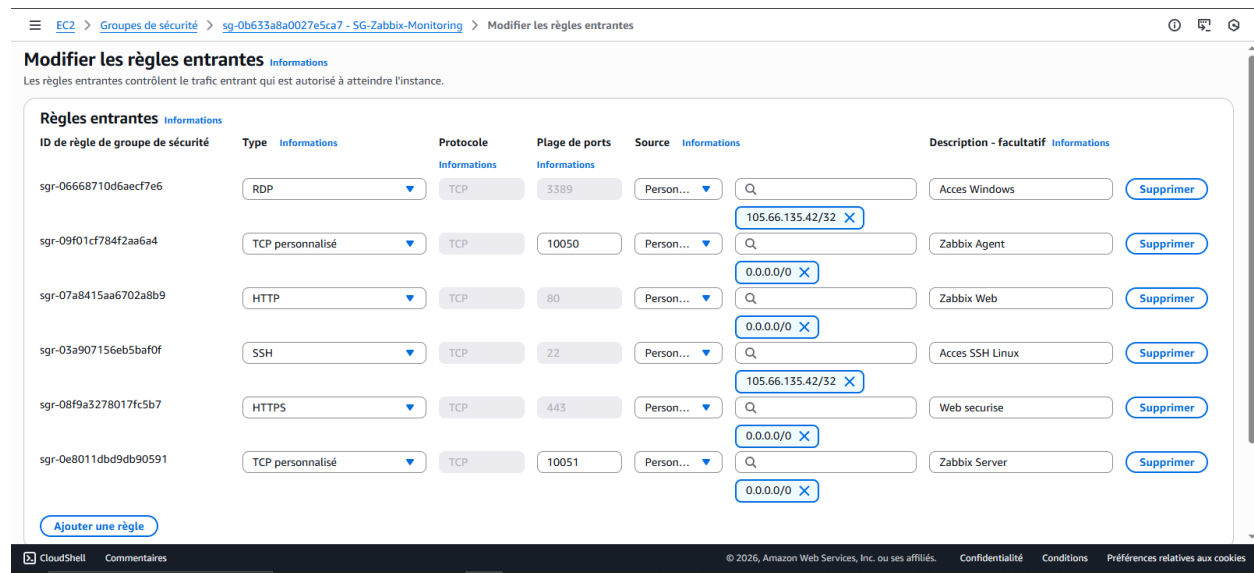 EC2 > Groupes de sécurité > sg-0b633a8a0027e5ca7 - SG-Zabbix-Monitoring > Modifier les règles entrantes
Modifier les règles entrantes Informations
Les règles entrantes contrôlent le trafic entrant qui est autorisé à atteindre l'instance.
Règles entrantes Informations
ID de règle de groupe de sécurité Type Informations Protocole Plage de ports Source Informations Description - facultatif Informations
Informations Informations
sgr-06668710d6aecf7e6 RDP TCP 3389 Person... Acces Windows Supprimer
105.66.135.42/32
sgr-09f01cf784f2aa6a4 TCP personnalisé TCP 10050 Person... Zabbix Agent Supprimer
0.0.0.0/0
sgr-07a8415aa6702a8b9 HTTP TCP 80 Person... Zabbix Web Supprimer
0.0.0.0/0
sgr-03a907156eb5baf0f SSH TCP 22 Person... Acces SSH Linux Supprimer
105.66.135.42/32
sgr-08f9a3278017fc5b7 HTTPS TCP 443 Person... Web securise Supprimer
0.0.0.0/0
sgr-0e8011dbd9db90591 TCP personnalisé TCP 10051 Person... Zabbix Server Supprimer
0.0.0.0/0
Ajouter une règle
CloudShell Commentaires © 2026, Amazon Web Services, Inc. ou ses affiliés. Confidentialité Conditions Préférences relatives aux cookies